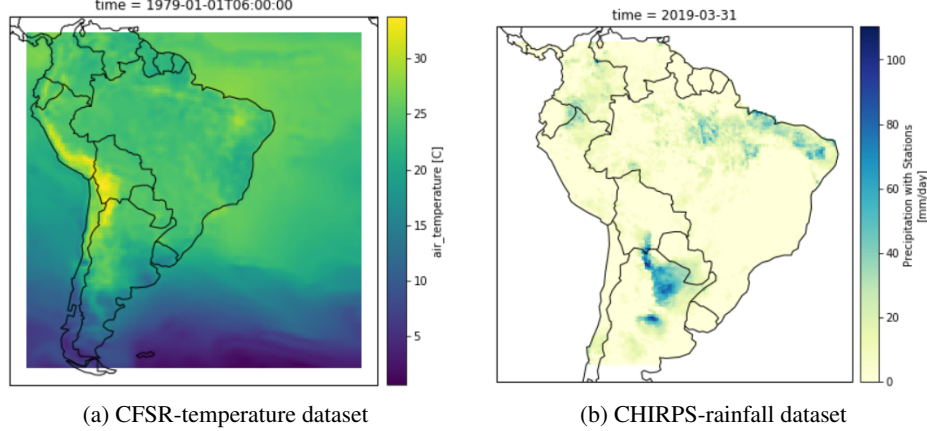 time = 1979-01-01T06:00:00
30
25
20
15
10
5
air_temperature [C]
(a) CFSR-temperature dataset
time = 2019-03-31
100
80
60
40
20
0
Precipitation with Stations
[mm/day]
(b) CHIRPS-rainfall dataset